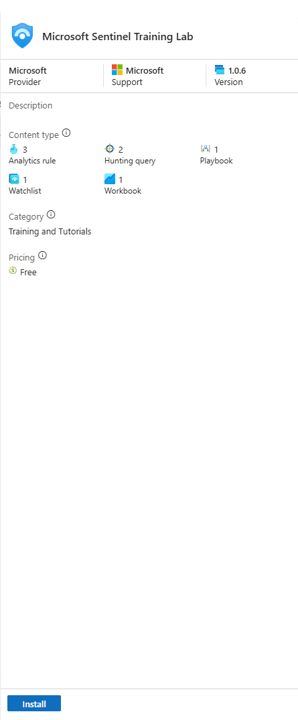 Microsoft Sentinel Training Lab
Microsoft
Provider
Microsoft
Support
1.0.6
Version
Description
Content type
3
Analytics rule
2
Hunting query
1
Playbook
1
Watchlist
1
Workbook
Category
Training and Tutorials
Pricing
Free
Install